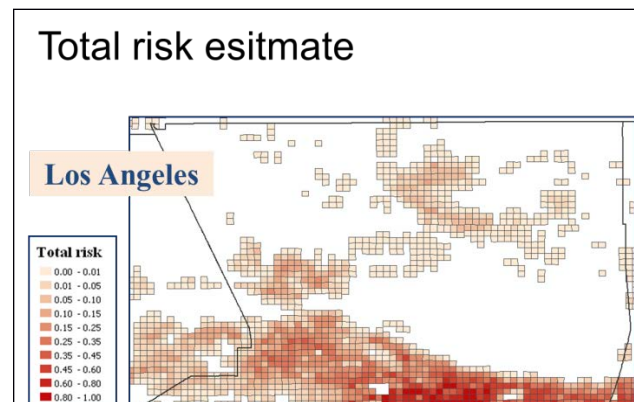 Total risk esitmate
Los Angeles
Total risk
0.00 - 0.01
0.01 - 0.05
0.05 - 0.10
0.10 - 0.15
0.15 - 0.25
0.25 - 0.35
0.35 - 0.45
0.45 - 0.60
0.60 - 0.80
0.80 - 1.00